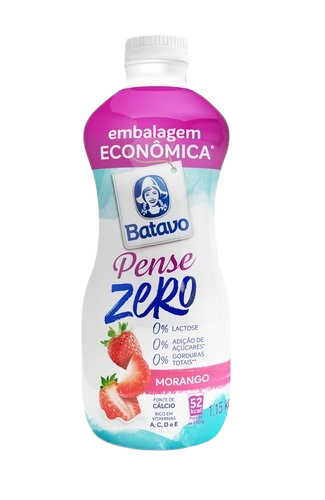 embalagem
ECONÔMICA*
Batavo
Pense
ZERO
0% LACTOSE
0% ADIÇÃO DE
AÇÚCARES*
0% GORDURAS
TOTAIS**
MORANGO
FONTE DE
CÁLCIO
RICO EM
VITAMINAS
A, C, D e E
52
kcal
1,15 kg